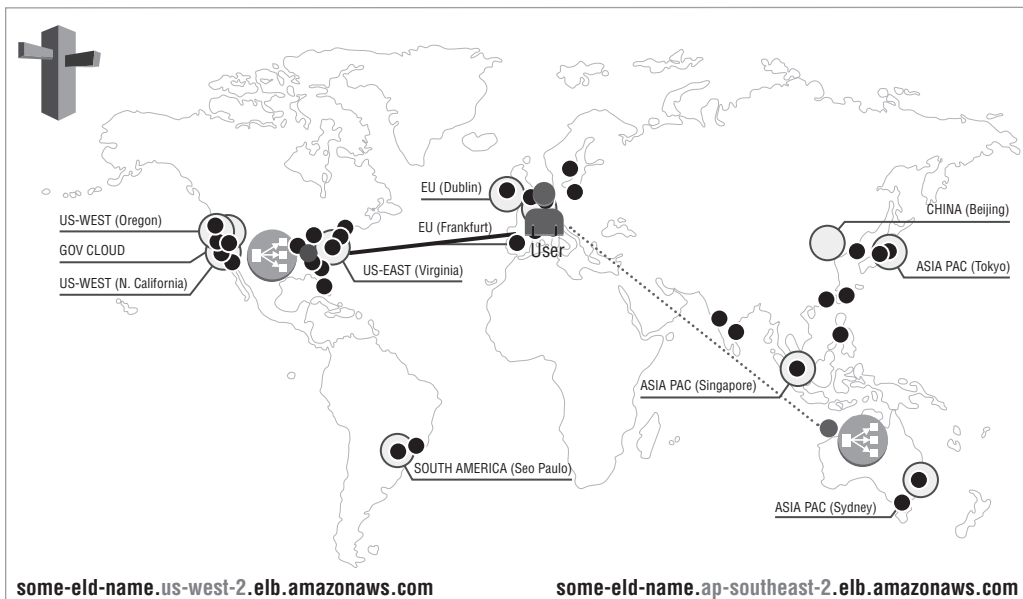 EU (Dublin)
CHINA (Beijing)
US-WEST (Oregon)
EU (Frankfurt)
GOV CLOUD
User
US-EAST (Virginia)
ASIA PAC (Tokyo)
US-WEST (N. California)
ASIA PAC (Singapore)
SOUTH AMERICA (Seo Paulo)
ASIA PAC (Sydney)
some-eld-name.us-west-2.elb.amazonaws.com
some-eld-name.ap-southeast-2.elb.amazonaws.com